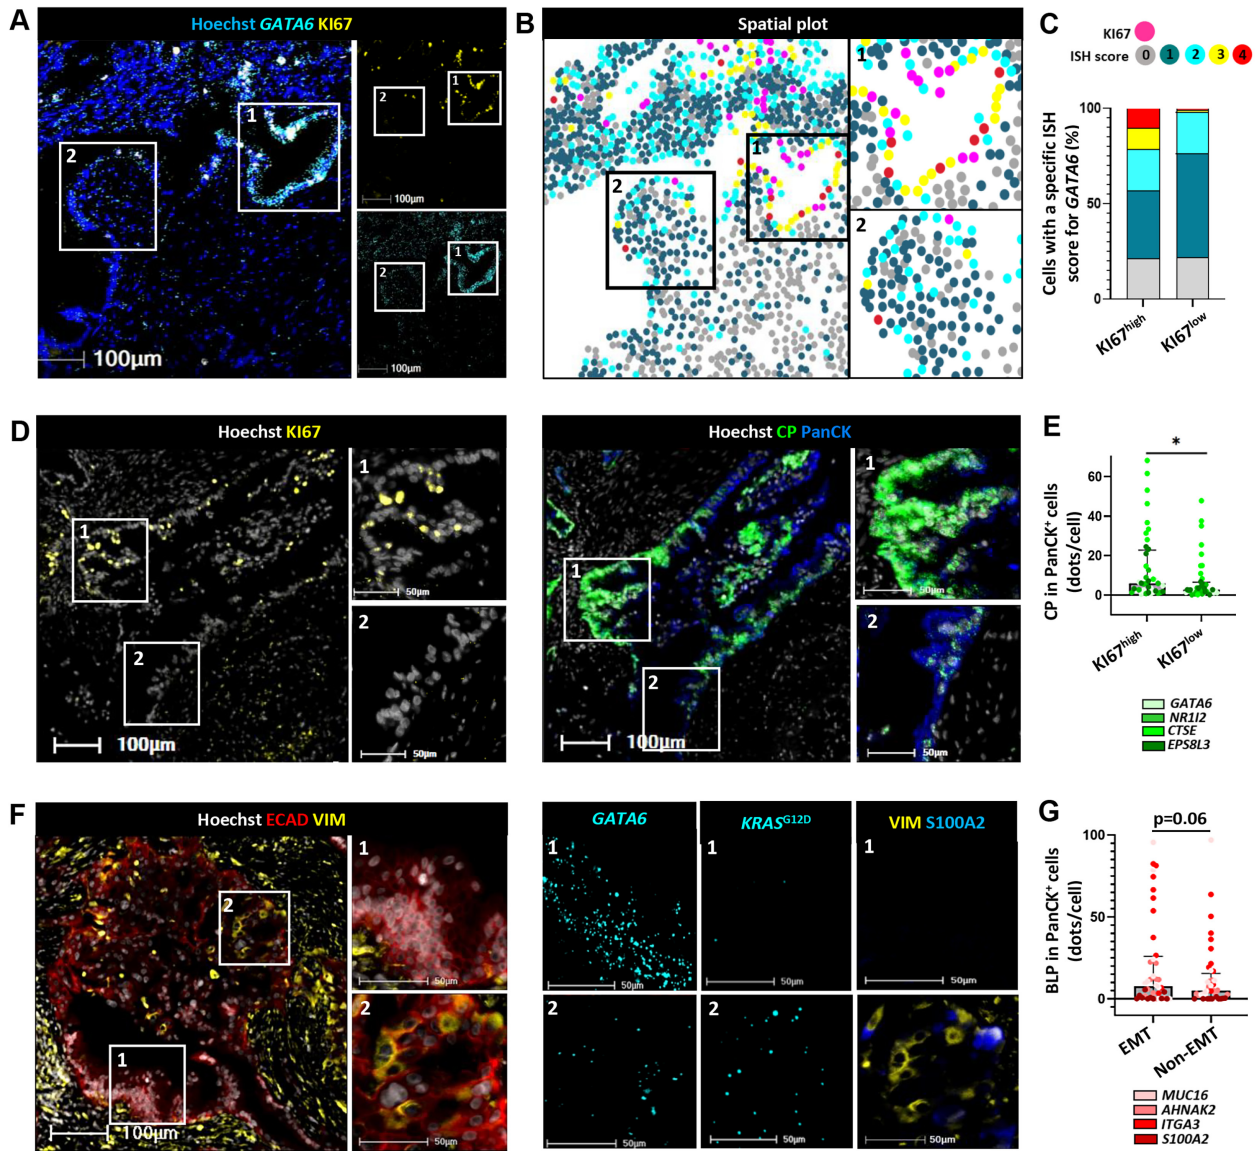 A
Hoechst GATA6 KI67
1
2
100µm
1
2
100µm
1
2
100µm
B
Spatial plot
1
2
1
2
C
KI67
ISH score 0 1 2 3 4
Cells with a specific ISH
score for GATA6 (%)
100
50
0
KI67high
KI67low
D
Hoechst KI67
1
2
100µm
1
50µm
2
50µm
Hoechst CP PanCK
1
2
100µm
1
50µm
2
50µm
E
*
CP in PanCK+ cells
(dots/cell)
60
40
20
0
KI67high
KI67low
GATA6
NR1I2
CTSE
EPS8L3
F
Hoechst ECAD VIM
2
1
100µm
1
50µm
2
50µm
GATA6
KRASG12D
VIM S100A2
1
50µm
1
50µm
1
50µm
2
50µm
2
50µm
2
50µm
G
p=0.06
BLP in PanCK+ cells
(dots/cell)
100
50
0
EMT
Non-EMT
MUC16
AHNAK2
ITGA3
S100A2